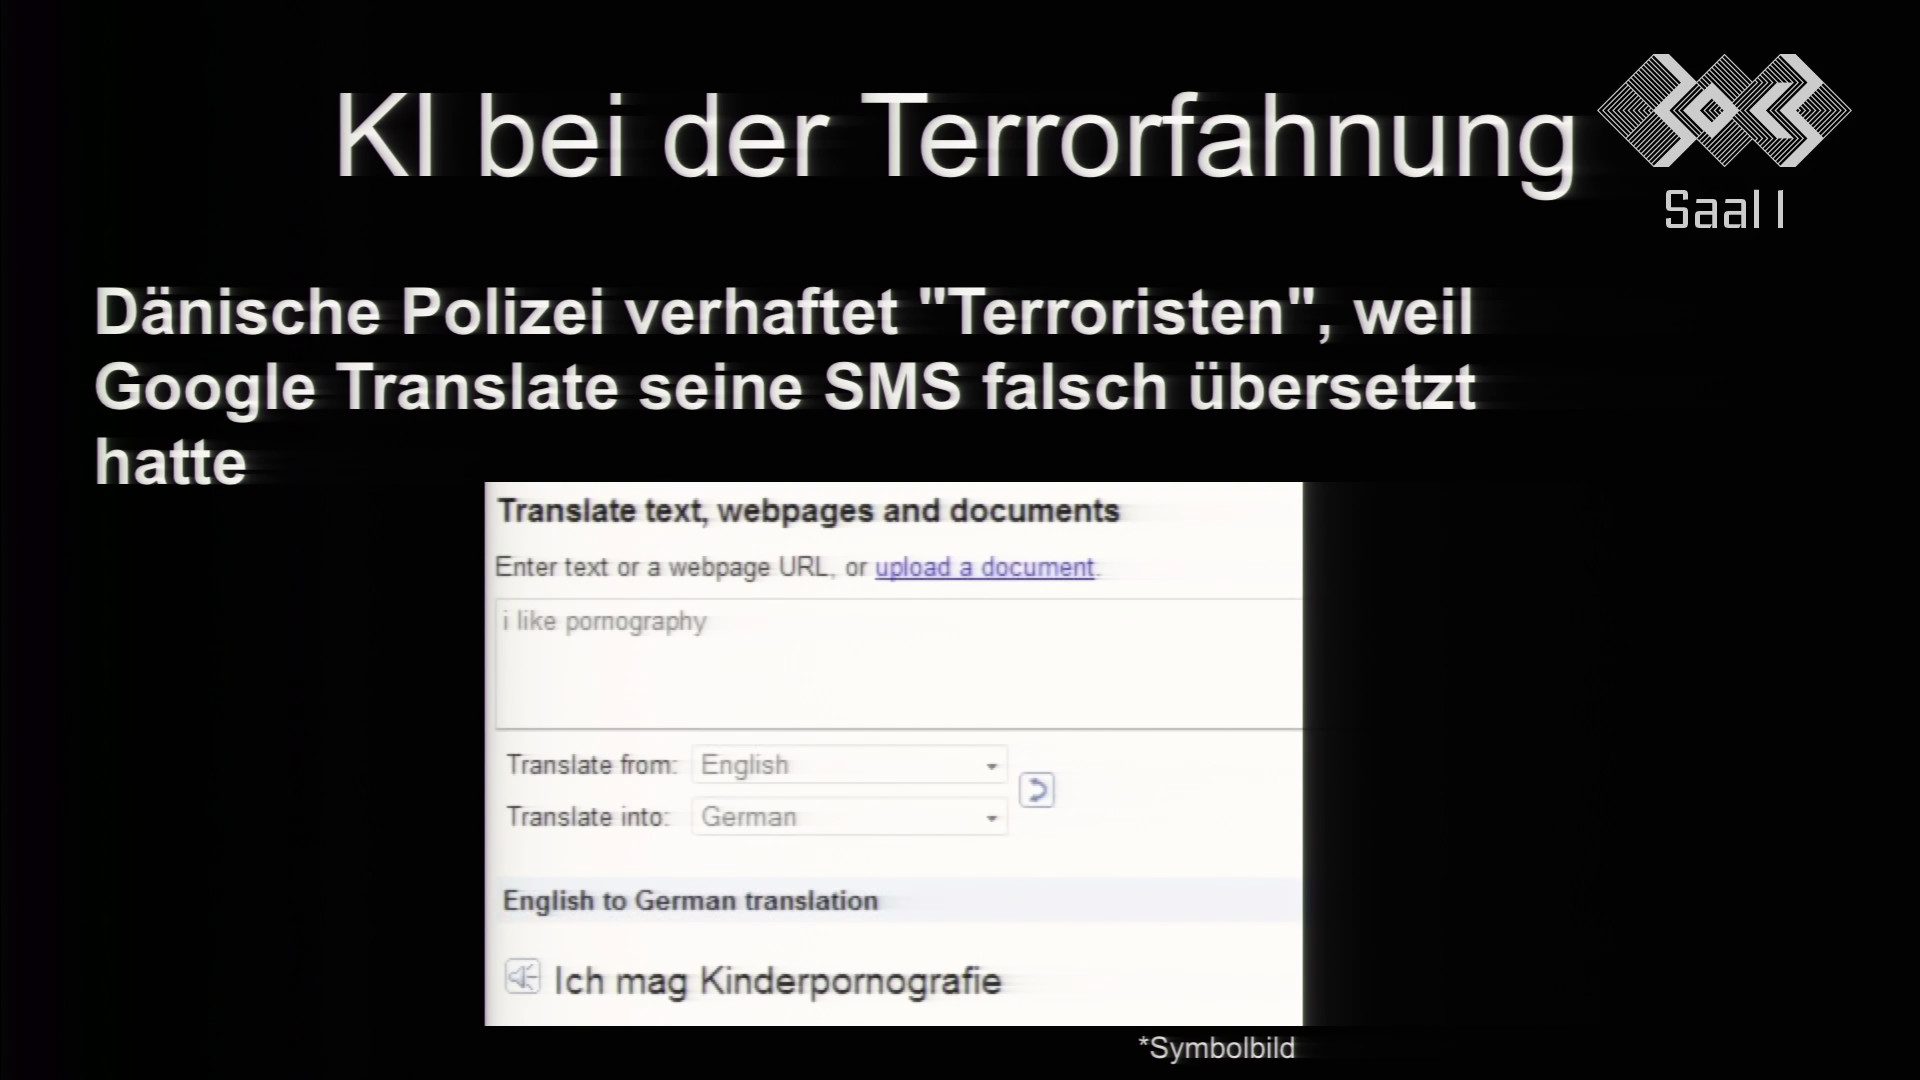 KI bei der Terrorfahnung
Saal 1
Dänische Polizei verhaftet "Terroristen", weil
Google Translate seine SMS falsch übersetzt
hatte
Translate text, webpages and documents
Enter text or a webpage URL, or upload a document.
i like pornography
Translate from: English
Translate into: German
English to German translation
Ich mag Kinderpornografie
*Symbolbild